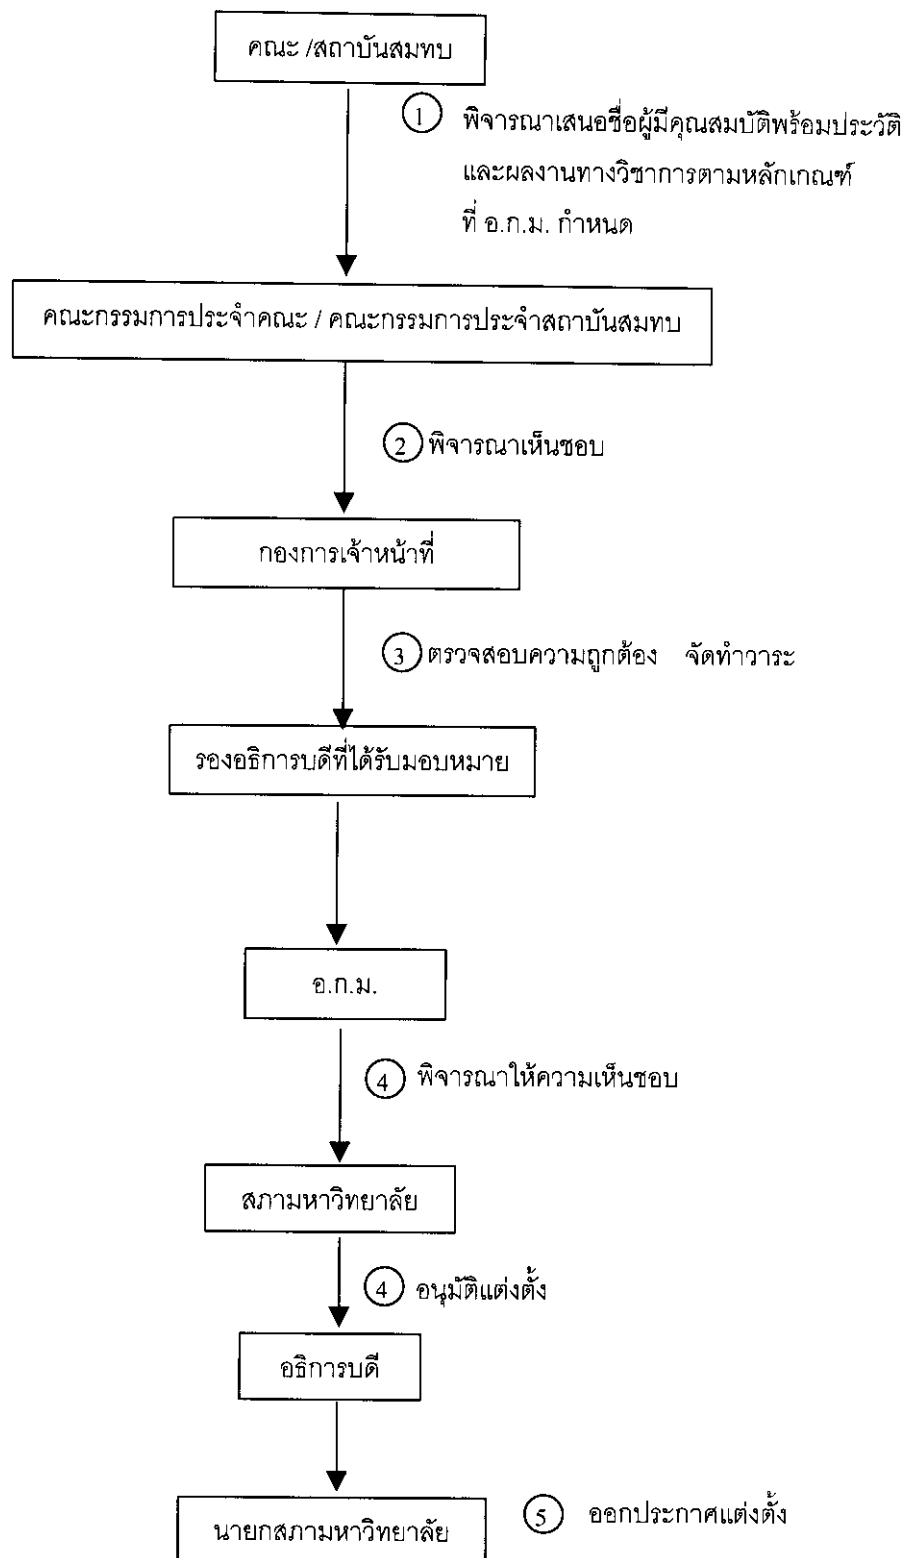 คณะ /สถาบันสมทบ
1 พิจารณาเสนอชื่อผู้มีคุณสมบัติพร้อมประวัติ
และผลงานทางวิชาการตามหลักเกณฑ์
ที่ อ.ก.ม. กำหนด
คณะกรรมการประจำคณะ / คณะกรรมการประจำสถาบันสมทบ
2 พิจารณาเห็นชอบ
กองการเจ้าหน้าที่
3 ตรวจสอบความถูกต้อง จัดทำวาระ
รองอธิการบดีที่ได้รับมอบหมาย
อ.ก.ม.
4 พิจารณาให้ความเห็นชอบ
สภามหาวิทยาลัย
4 อนุมัติแต่งตั้ง
อธิการบดี
นายกสภามหาวิทยาลัย 5 ออกประกาศแต่งตั้ง